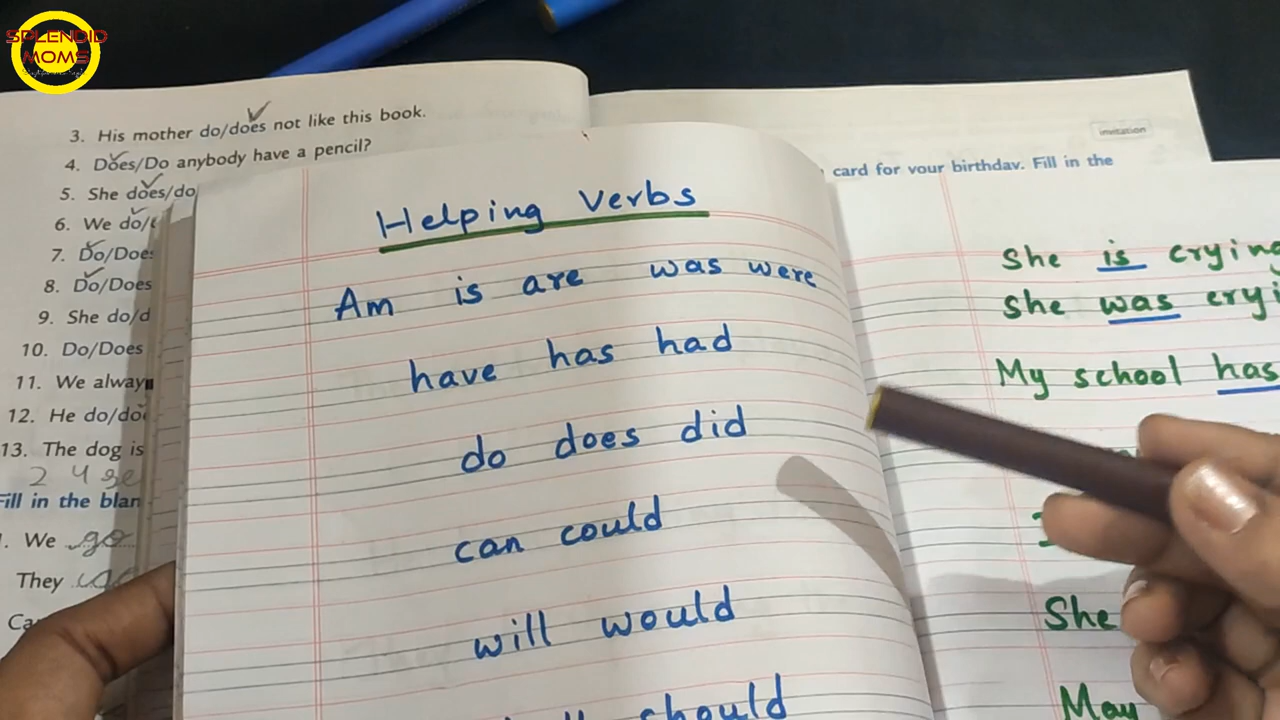 SPLENDID
MOMS
3. His mother do/does not like this book.
4. Does/Do anybody have a pencil?
5. She does/do
6. We do/
7. Do/Does
8. Do/Does
9. She do/d
10. Do/Does
11. We alway
12. He do/do
13. The dog is
Fill in the blan
We go
They
invitation
card for your birthday. Fill in the
Helping Verbs
Am is are was were
have has had
do does did
can could
will would
should
She is crying
She was cryi
My school has
She
May